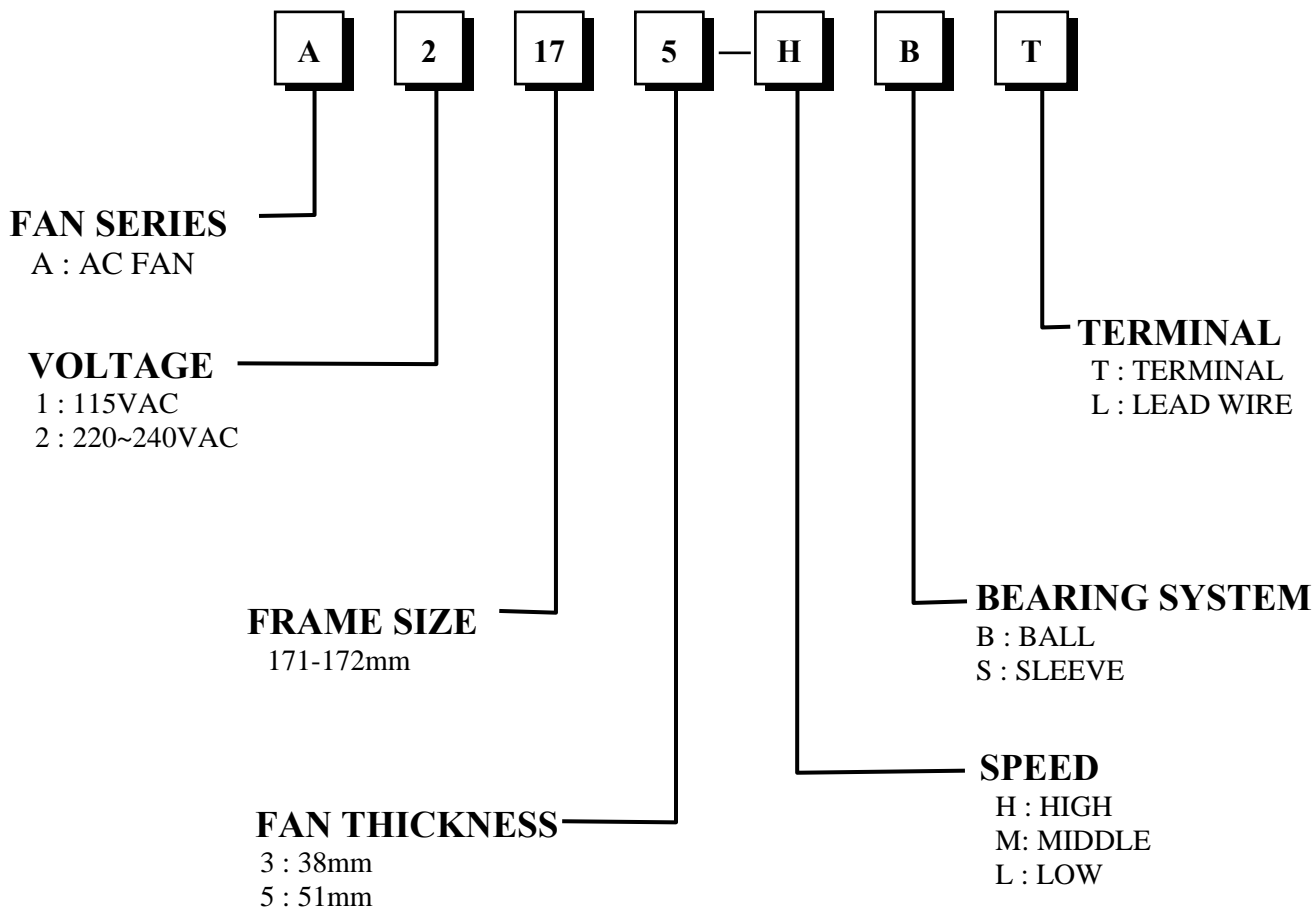 A 2 17 5 — H B T
FAN SERIES
A : AC FAN
VOLTAGE
1 : 115VAC
2 : 220~240VAC
TERMINAL
T : TERMINAL
L : LEAD WIRE
FRAME SIZE
171-172mm
BEARING SYSTEM
B : BALL
S : SLEEVE
FAN THICKNESS
3 : 38mm
5 : 51mm
SPEED
H : HIGH
M: MIDDLE
L : LOW